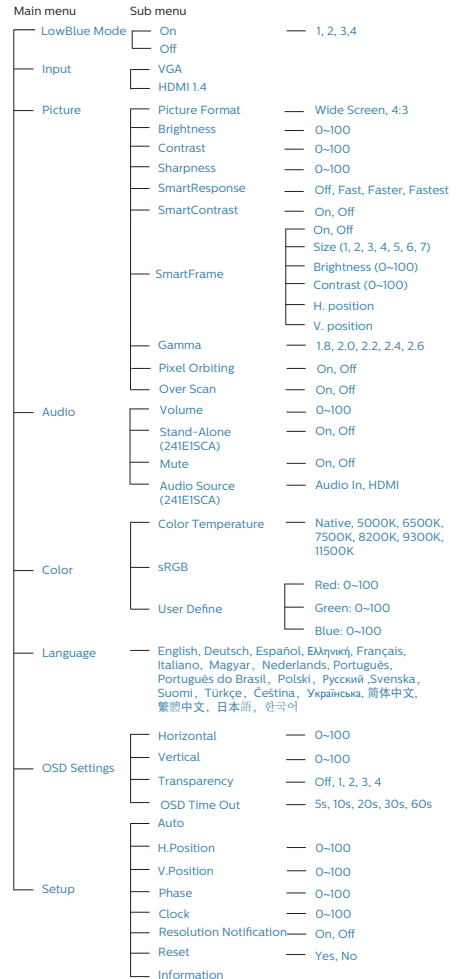 Main menu Sub menu
LowBlue Mode On 1, 2, 3,4
Off
Input VGA
HDMI 1.4
Picture Picture Format Wide Screen, 4:3
Brightness 0~100
Contrast 0~100
Sharpness 0~100
SmartResponse Off, Fast, Faster, Fastest
SmartContrast On, Off
On, Off
Size (1, 2, 3, 4, 5, 6, 7)
Brightness (0~100)
SmartFrame
Contrast (0~100)
H. position
V. position
Gamma 1.8, 2.0, 2.2, 2.4, 2.6
Pixel Orbiting On, Off
Over Scan On, Off
Audio Volume 0~100
Stand-Alone On, Off
(241E1SCA)
Mute On, Off
Audio Source Audio In, HDMI
(241E1SCA)
Color Color Temperature Native, 5000K, 6500K,
7500K, 8200K, 9300K,
11500K
sRGB
Red: 0~100
User Define Green: 0~100
Blue: 0~100
Language English, Deutsch, Español, Ελληνική, Français,
Italiano, Magyar, Nederlands, Português,
Português do Brasil, Polski, Русский ,Svenska ,
Suomi, Türkçe, Čeština, Українська, 简体中文,
繁體中文, 日本語, 한국어
Horizontal 0~100
Vertical 0~100
OSD Settings Transparency Off, 1, 2, 3, 4
OSD Time Out 5s, 10s, 20s, 30s, 60s
Auto
H.Position 0~100
V.Position 0~100
Setup Phase 0~100
Clock 0~100
Resolution Notification On, Off
Reset Yes, No
Information